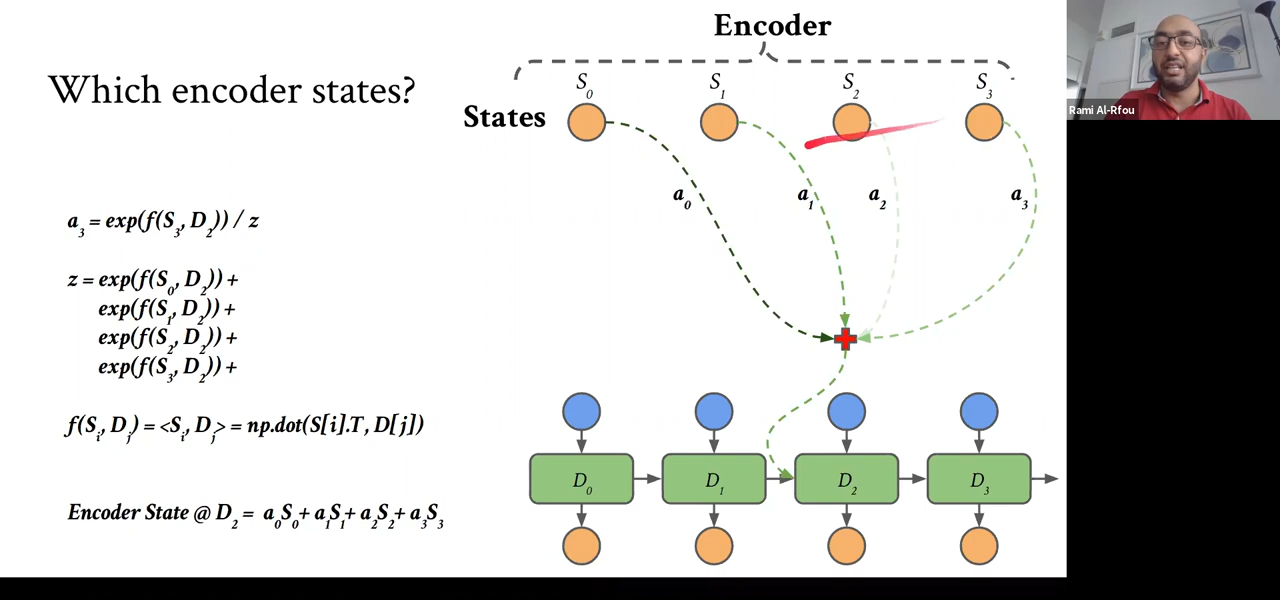 Encoder
Which encoder states?
States
S₀ S₁ S₂ S₃
a₀ a₁ a₂ a₃
a₃ = exp(f(S₃, D₂)) / z
z = exp(f(S₀, D₂)) +
exp(f(S₁, D₂)) +
exp(f(S₂, D₂)) +
exp(f(S₃, D₂)) +
f(Sᵢ, Dⱼ) = <Sᵢ, Dⱼ> = np.dot(S[i].T, D[j])
Encoder State @ D₂ = a₀S₀+ a₁S₁+ a₂S₂+ a₃S₃
D₀ D₁ D₂ D₃
Rami Al-Rfou